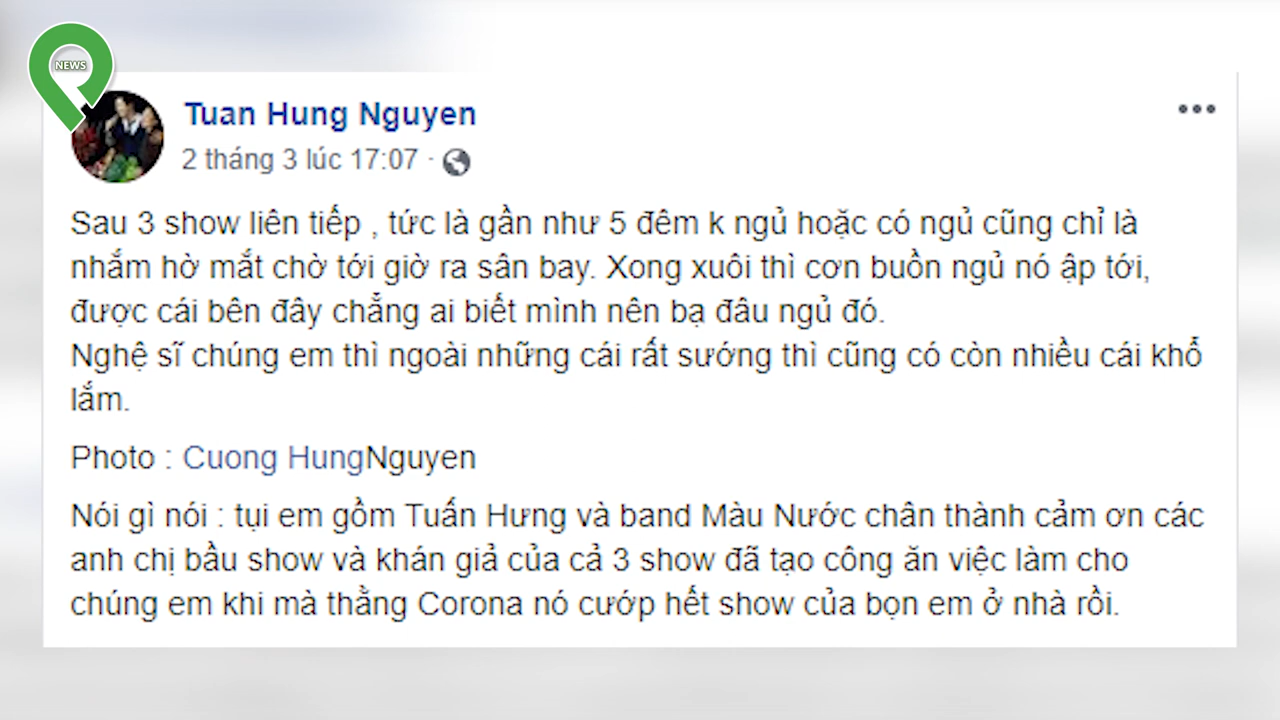 NEWS
Tuan Hung Nguyen
2 tháng 3 lúc 17:07 ·
Sau 3 show liên tiếp , tức là gần như 5 đêm k ngủ hoặc có ngủ cũng chỉ là
nhắm hờ mắt chờ tới giờ ra sân bay. Xong xuôi thì cơn buồn ngủ nó ập tới,
được cái bên đây chẳng ai biết mình nên bạ đâu ngủ đó.
Nghệ sĩ chúng em thì ngoài những cái rất sướng thì cũng có còn nhiều cái khổ
lắm.
Photo : Cuong HungNguyen
Nói gì nói : tụi em gồm Tuấn Hưng và band Màu Nước chân thành cảm ơn các
anh chị bầu show và khán giả của cả 3 show đã tạo công ăn việc làm cho
chúng em khi mà thằng Corona nó cướp hết show của bọn em ở nhà rồi.